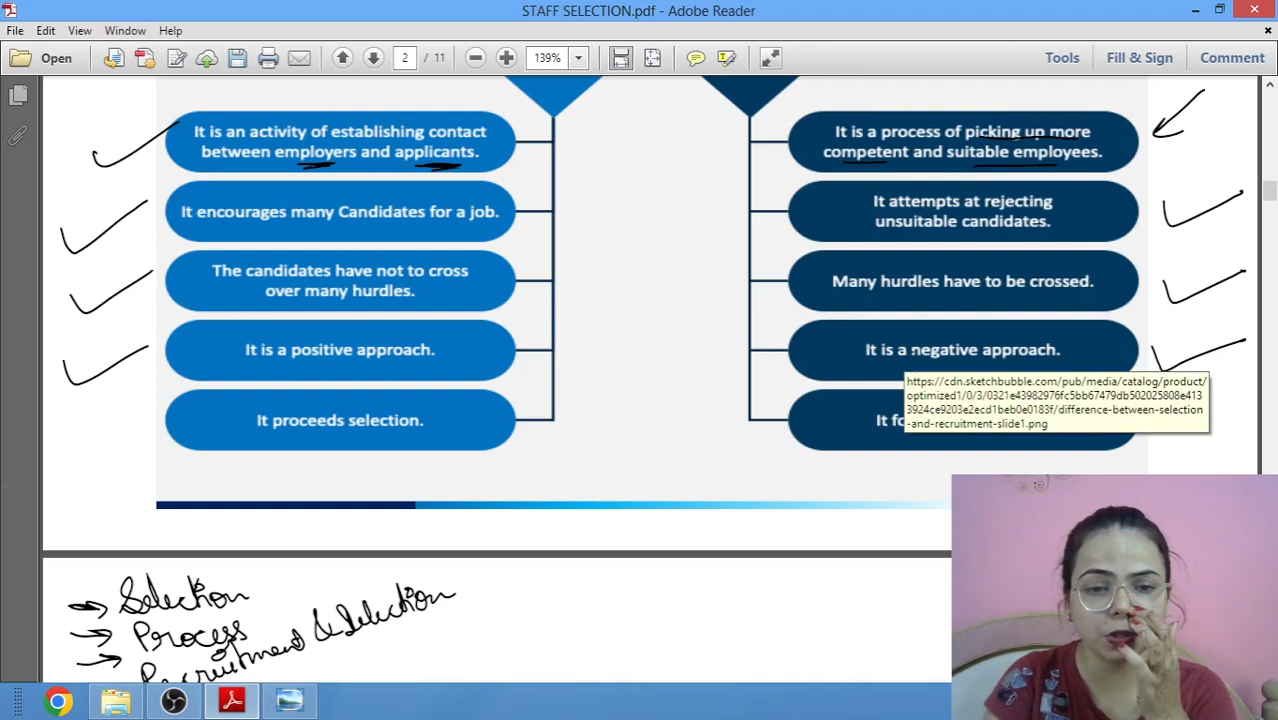 STAFF SELECTION.pdf - Adobe Reader
File Edit View Window Help
Open
2 / 11
139%
Tools
Fill & Sign
Comment
It is an activity of establishing contact
between employers and applicants.
It encourages many Candidates for a job.
The candidates have not to cross
over many hurdles.
It is a positive approach.
It proceeds selection.
It is a process of picking up more
competent and suitable employees.
It attempts at rejecting
unsuitable candidates.
Many hurdles have to be crossed.
It is a negative approach.
https://cdn.sketchbubble.com/pub/media/catalog/product/
optimized1/0/3/0321e43982976fc5bb67479db502025808e413
3924ce9203e2ecd1beb0e0183f/difference-between-selection
-and-recruitment-slide1.png
It
Selection
Process
Recruitment & Selection